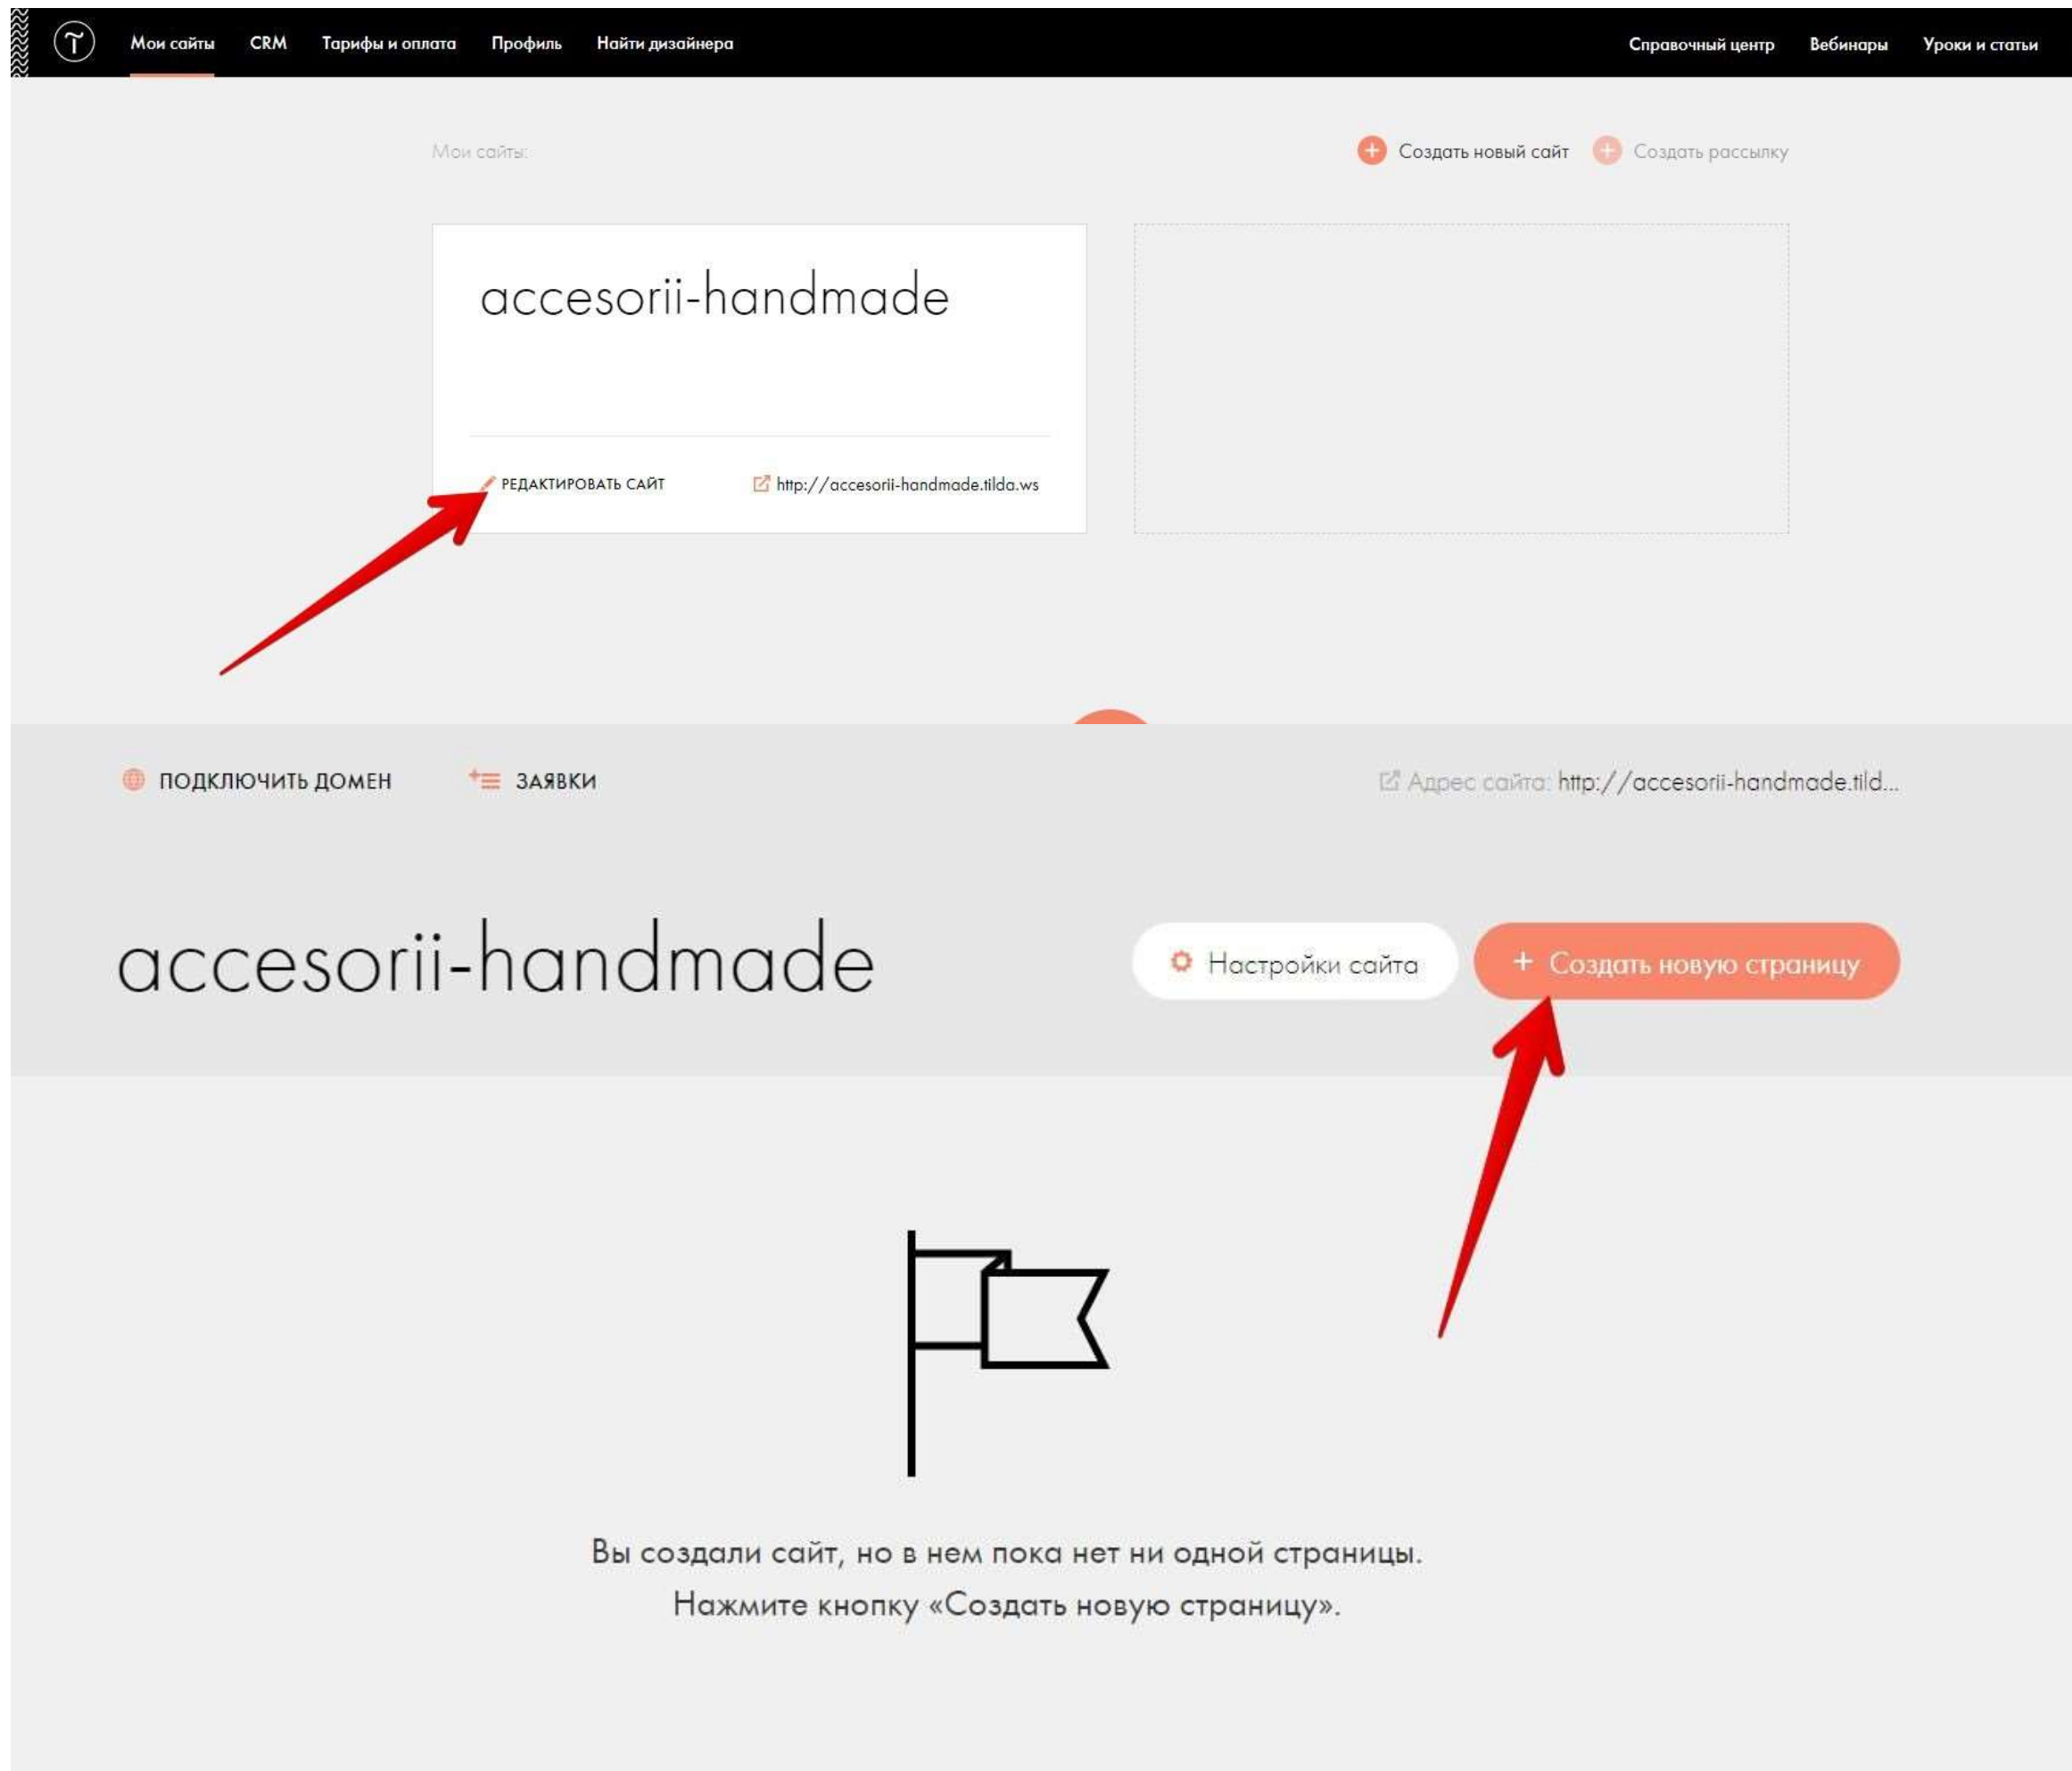 Мои сайты CRM Тарифы и оплата Профиль Найти дизайнера Справочный центр Вебинары Уроки и статьи
Мои сайты: Создать новый сайт Создать рассылку
accesorii-handmade
РЕДАКТИРОВАТЬ САЙТ http://accesorii-handmade.tilda.ws
ПОДКЛЮЧИТЬ ДОМЕН ЗАЯВКИ Адрес сайта: http://accesorii-handmade.tild...
accesorii-handmade Настройки сайта + Создать новую страницу
Вы создали сайт, но в нем пока нет ни одной страницы.
Нажмите кнопку «Создать новую страницу».